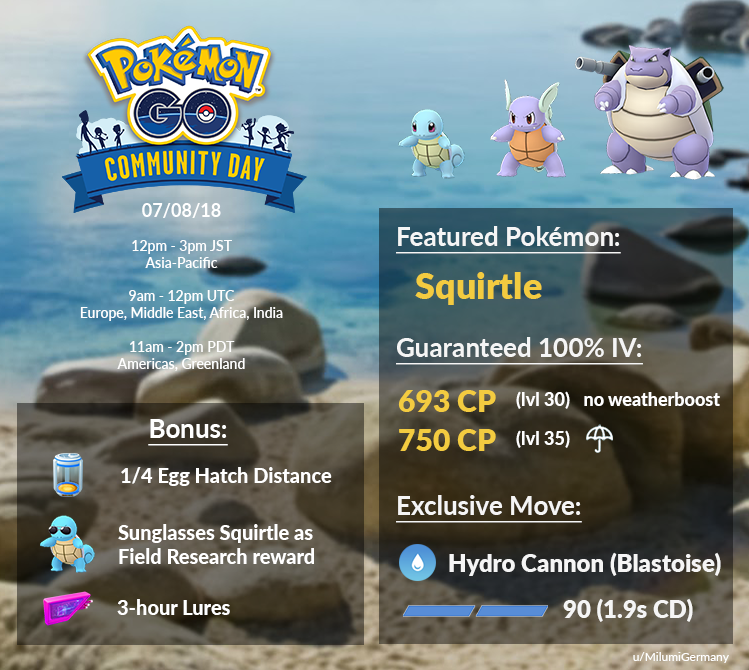 POKÉMON
GO
COMMUNITY DAY
07/08/18
12pm - 3pm JST
Asia-Pacific
9am - 12pm UTC
Europe, Middle East, Africa, India
11am - 2pm PDT
Americas, Greenland
Bonus:
1/4 Egg Hatch Distance
Sunglasses Squirtle as
Field Research reward
3-hour Lures
Featured Pokémon:
Squirtle
Guaranteed 100% IV:
693 CP (lvl 30) no weatherboost
750 CP (lvl 35)
Exclusive Move:
Hydro Cannon (Blastoise)
90 (1.9s CD)
u/MilumiGermany